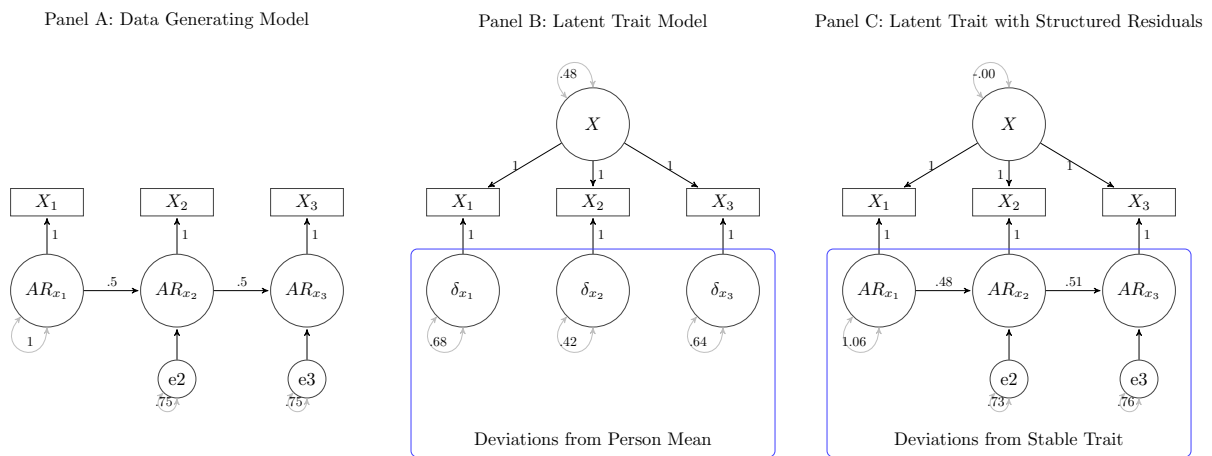 Panel A: Data Generating Model
Panel B: Latent Trait Model
Panel C: Latent Trait with Structured Residuals
.48
-.00
X
X
1 1 1
1 1 1
X₁ X₂ X₃
X₁ X₂ X₃
X₁ X₂ X₃
1 1 1
1 1 1
1 1 1
ARₓ₁ .5 ARₓ₂ .5 ARₓ₃
δₓ₁ δₓ₂ δₓ₃
ARₓ₁ .48 ARₓ₂ .51 ARₓ₃
1
.68 .42 .64
1.06
e2 e3
e2 e3
.75 .75
.73 .76
Deviations from Person Mean
Deviations from Stable Trait